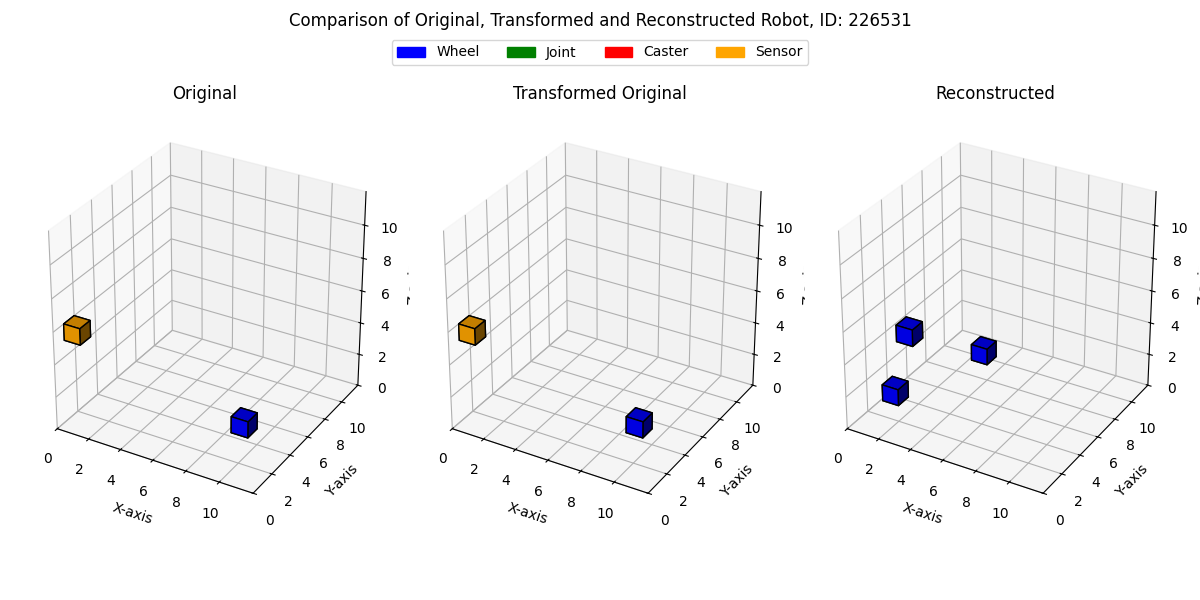 Comparison of Original, Transformed and Reconstructed Robot, ID: 226531
Wheel Joint Caster Sensor
Original Transformed Original Reconstructed
10 10 10
8 8 8
6 6 6
4 4 4
2 2 2
0 0 0
10 10 10
8 8 8
6 6 6
4 4 4
2 2 2
0 0 0
0 2 4 6 8 10 0 2 4 6 8 10 0 2 4 6 8 10
X-axis Y-axis X-axis Y-axis X-axis Y-axis